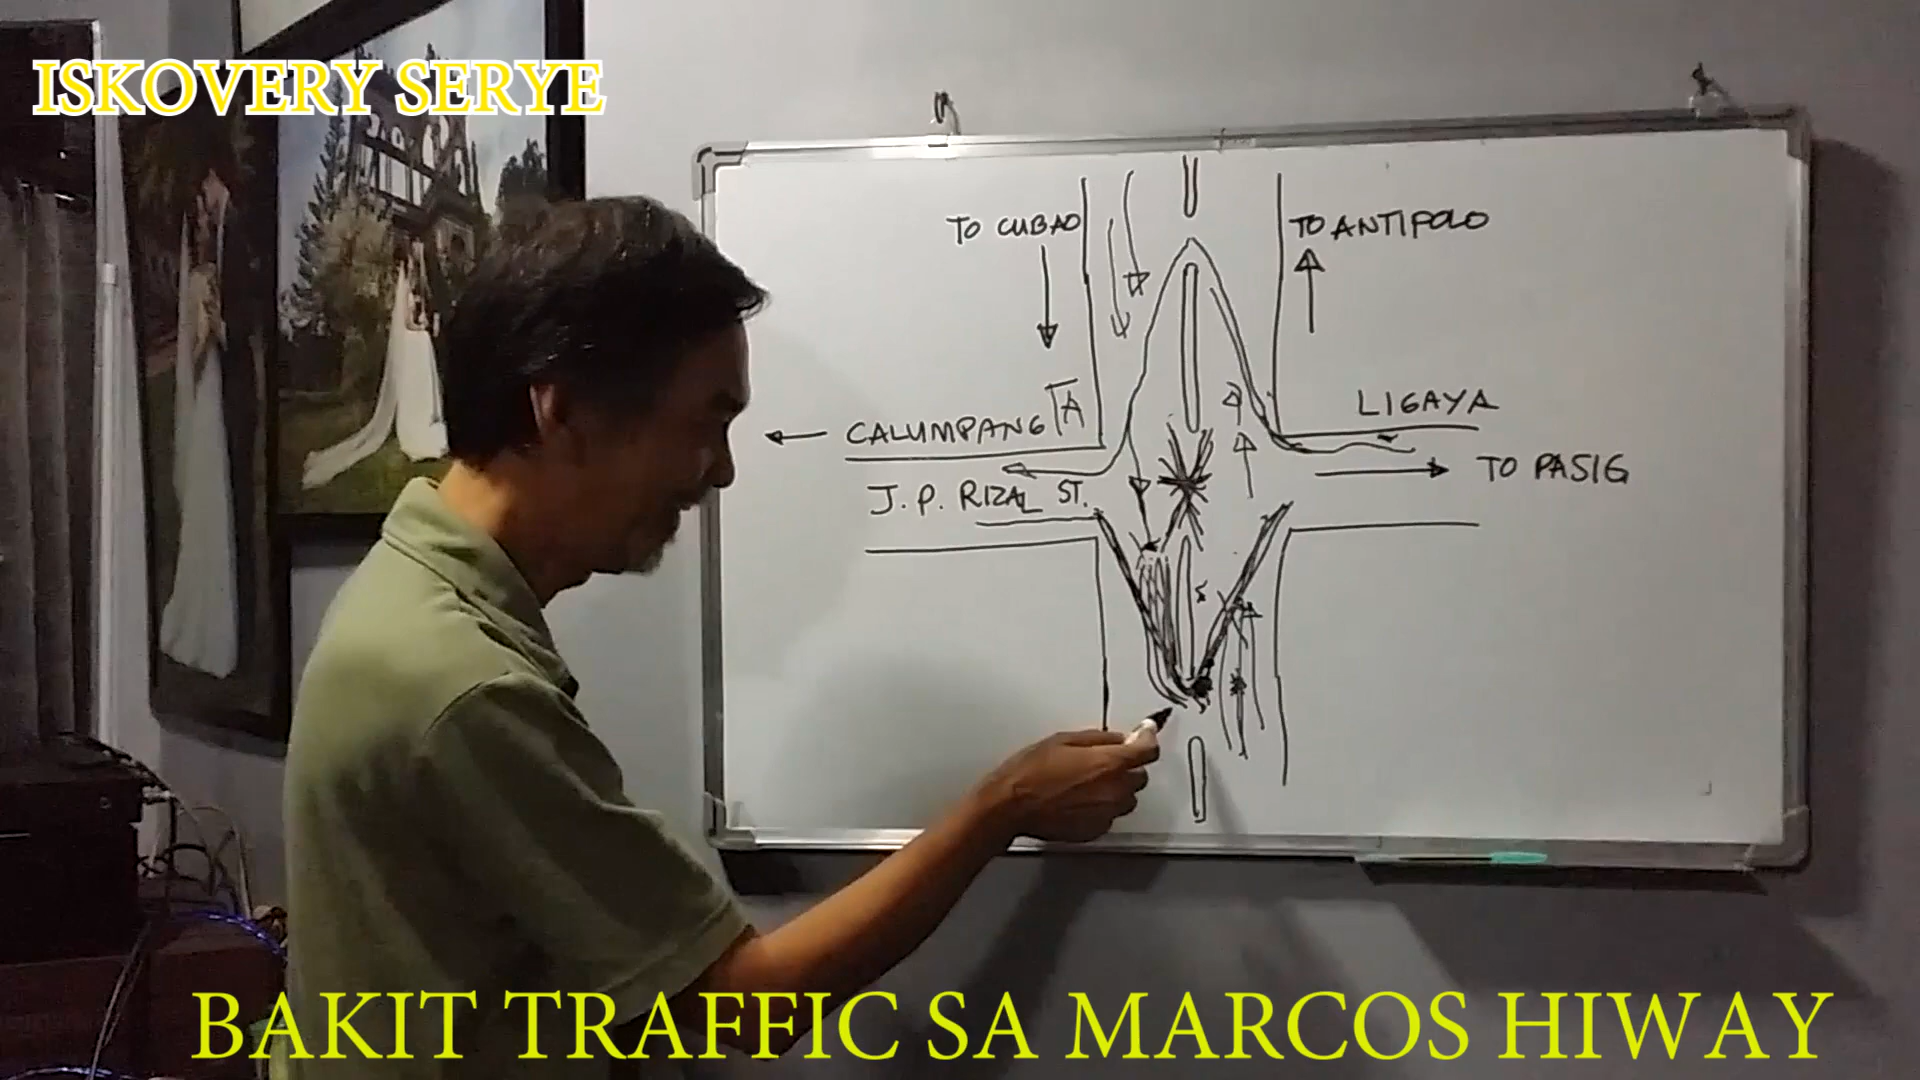 ISKOVERY SERYE
TO CUBAO
TO ANTIPOLO
CALUMPANG
LIGAYA
TO PASIG
J. P. RIZAL ST.
BAKIT TRAFFIC SA MARCOS HIWAY